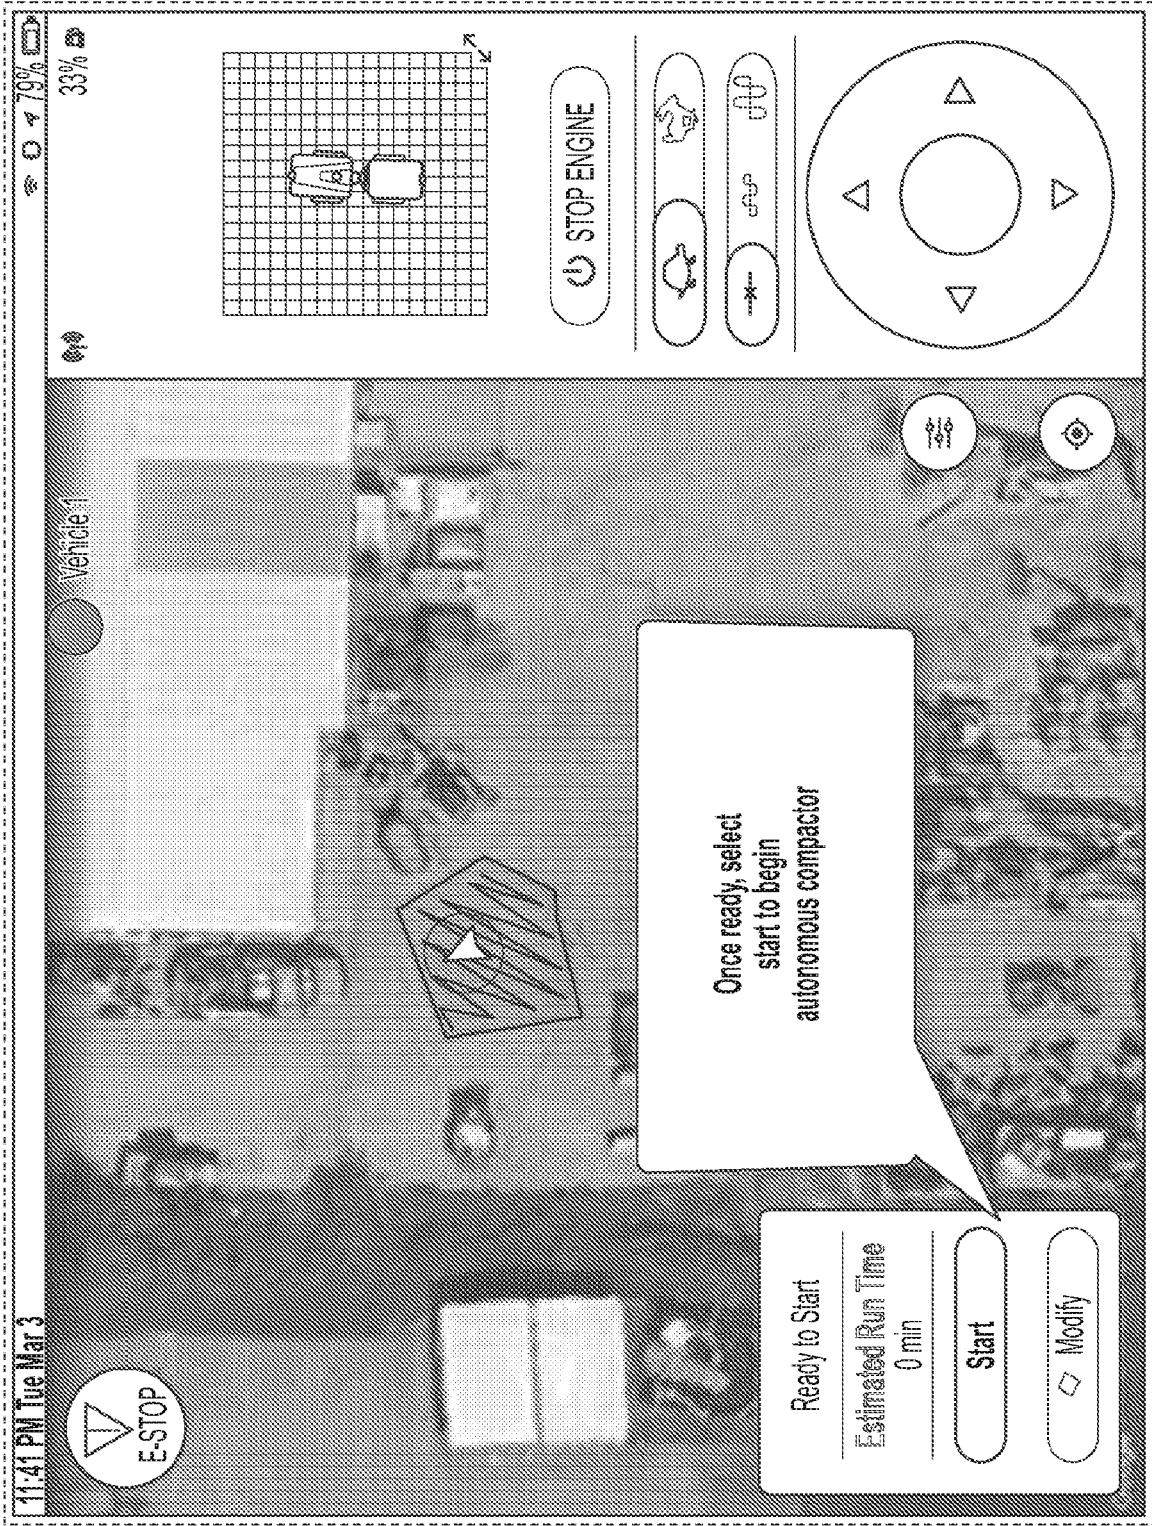 11:41 PM Tue Mar 3
79%
E-STOP
Vehicle 1
33%
STOP ENGINE
Once ready, select
start to begin
autonomous compactor
Ready to Start
Estimated Run Time
0 min
Start
Modify